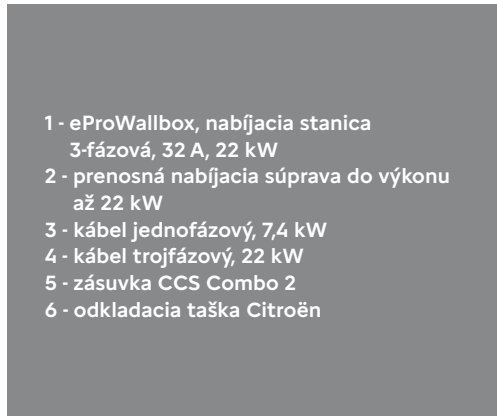 1 - eProWallbox, nabíjacia stanica
3-fázová, 32 A, 22 kW
2 - prenosná nabíjacia súprava do výkonu
až 22 kW
3 - kábel jednofázový, 7,4 kW
4 - kábel trojfázový, 22 kW
5 - zásuvka CCS Combo 2
6 - odkladacia taška Citroën